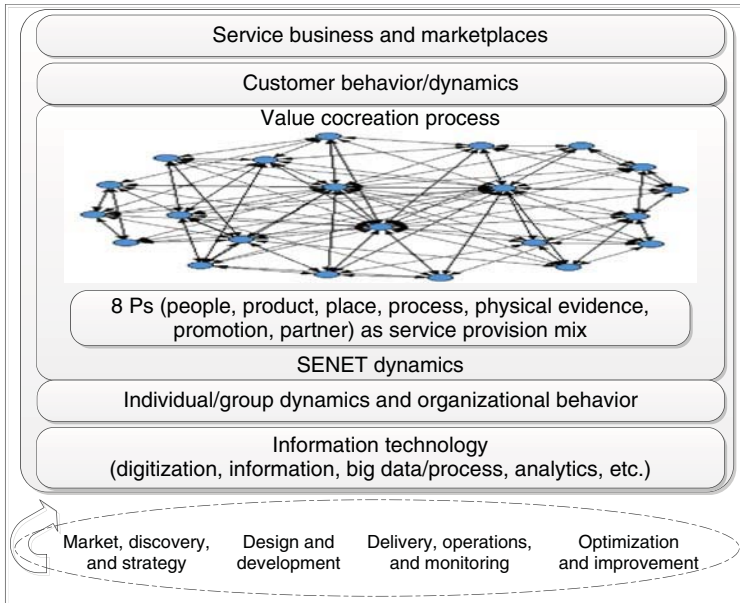 Service business and marketplaces
Customer behavior/dynamics
Value cocreation process
8 Ps (people, product, place, process, physical evidence,
promotion, partner) as service provision mix
SENET dynamics
Individual/group dynamics and organizational behavior
Information technology
(digitization, information, big data/process, analytics, etc.)
Market, discovery,
and strategy
Design and
development
Delivery, operations,
and monitoring
Optimization
and improvement